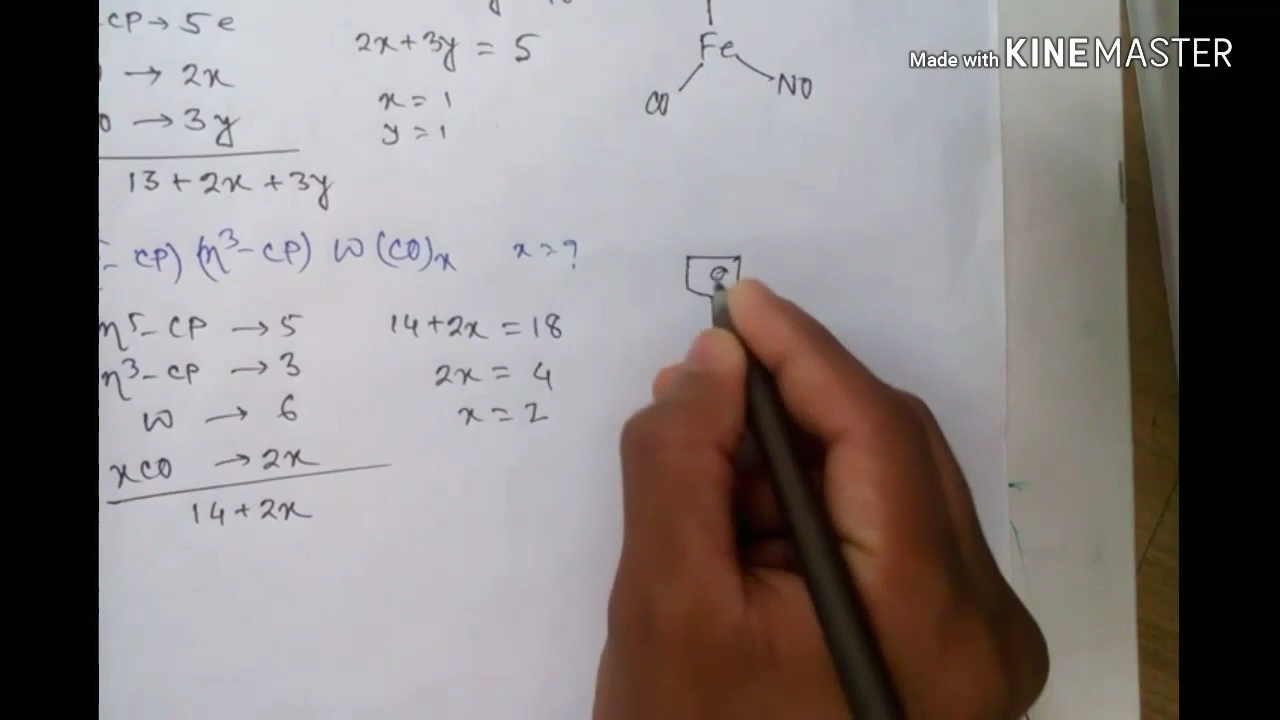 CP → 5e
→ 2x
→ 3y
13 + 2x + 3y
2x+3y = 5
x = 1
y = 1
Fe
CO
NO
Made with KINEMASTER
- CP) (η³- CP) W (CO)x x = ?
η⁵- CP → 5
η³- CP → 3
W → 6
xCO → 2x
14 + 2x
14 + 2x = 18
2x = 4
x = 2